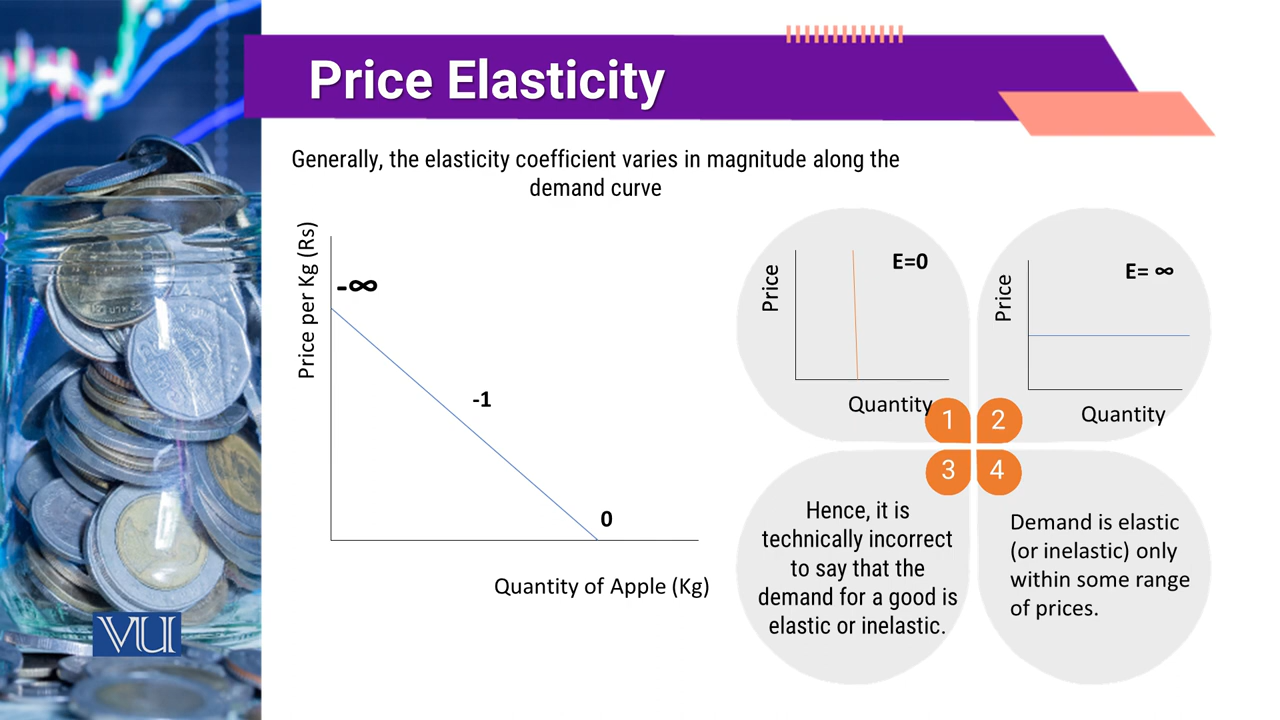 Price Elasticity
Generally, the elasticity coefficient varies in magnitude along the
demand curve
Price per Kg (Rs)
-∞
-1
0
Quantity of Apple (Kg)
Price
E=0
Quantity
Price
E= ∞
Quantity
1
2
3
4
Hence, it is
technically incorrect
to say that the
demand for a good is
elastic or inelastic.
Demand is elastic
(or inelastic) only
within some range
of prices.
VU